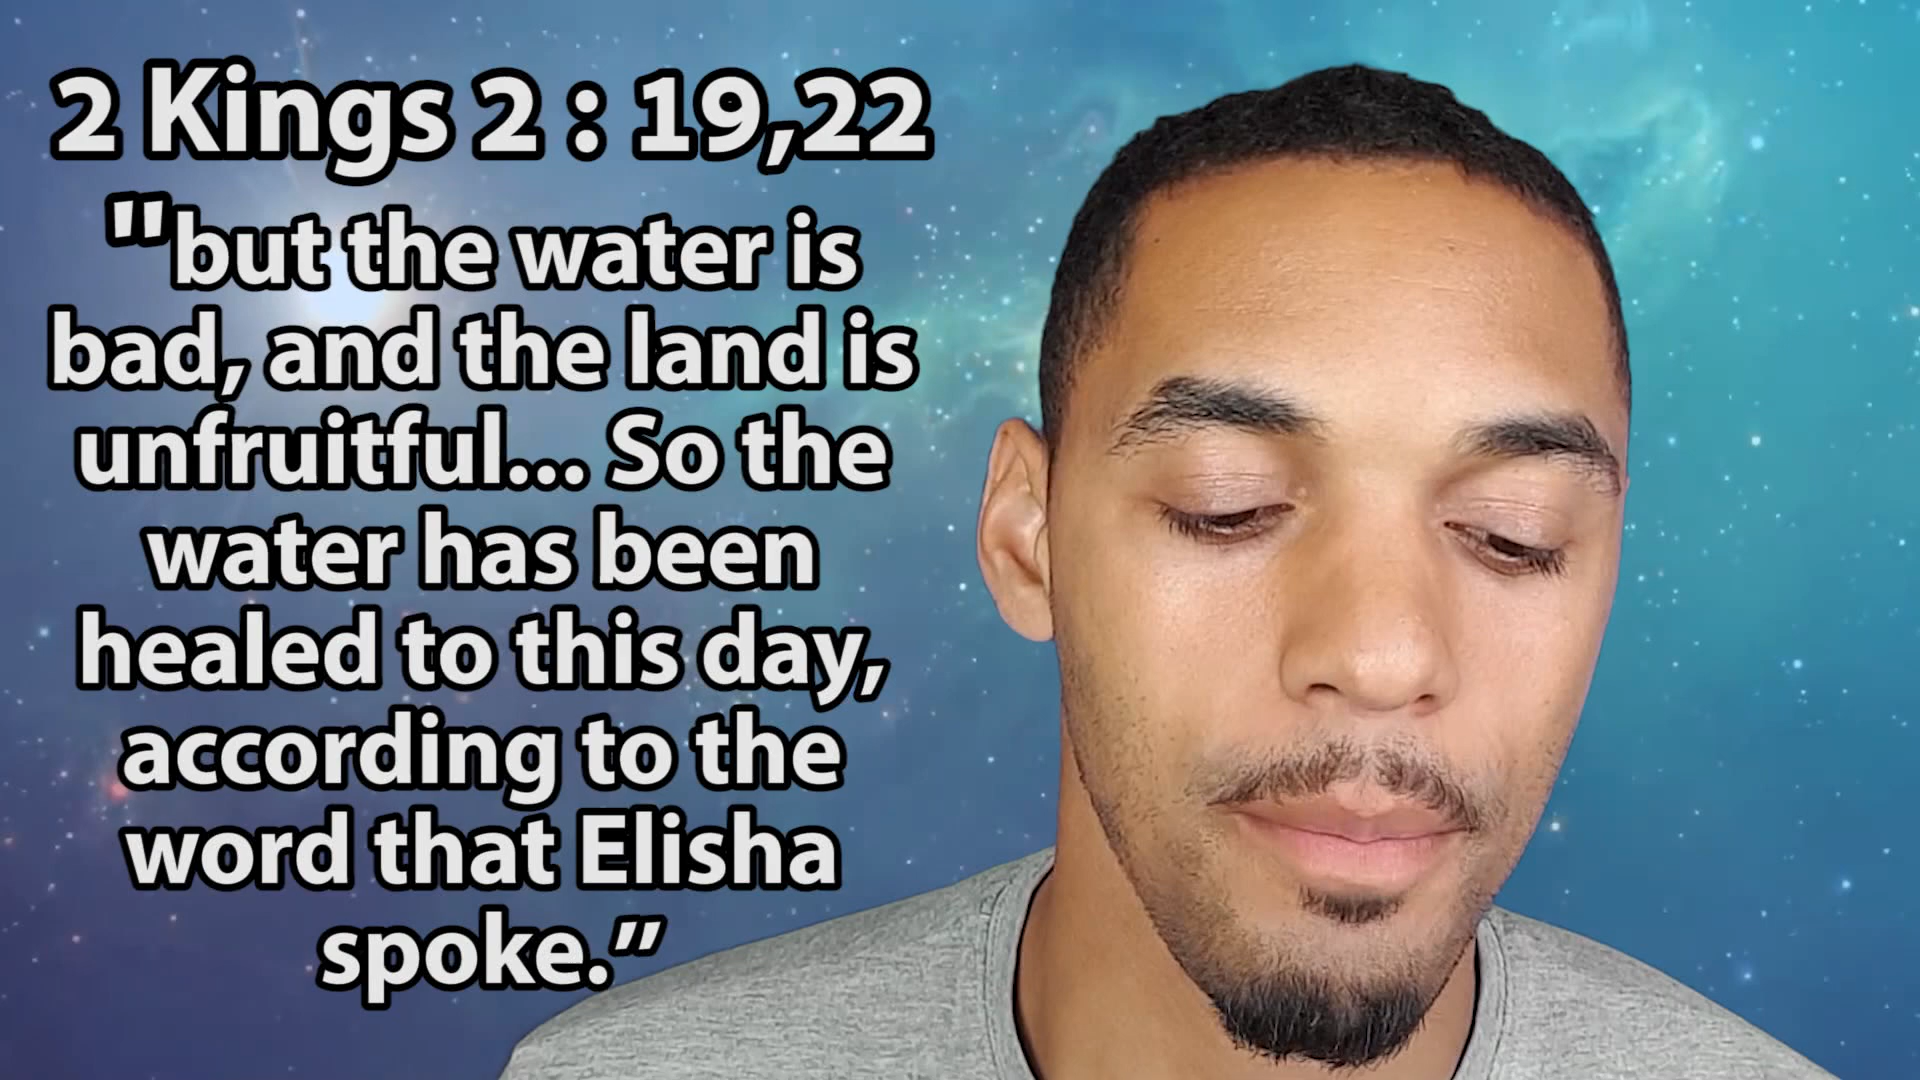 2 Kings 2 : 19,22
"but the water is
bad, and the land is
unfruitful... So the
water has been
healed to this day,
according to the
word that Elisha
spoke.”